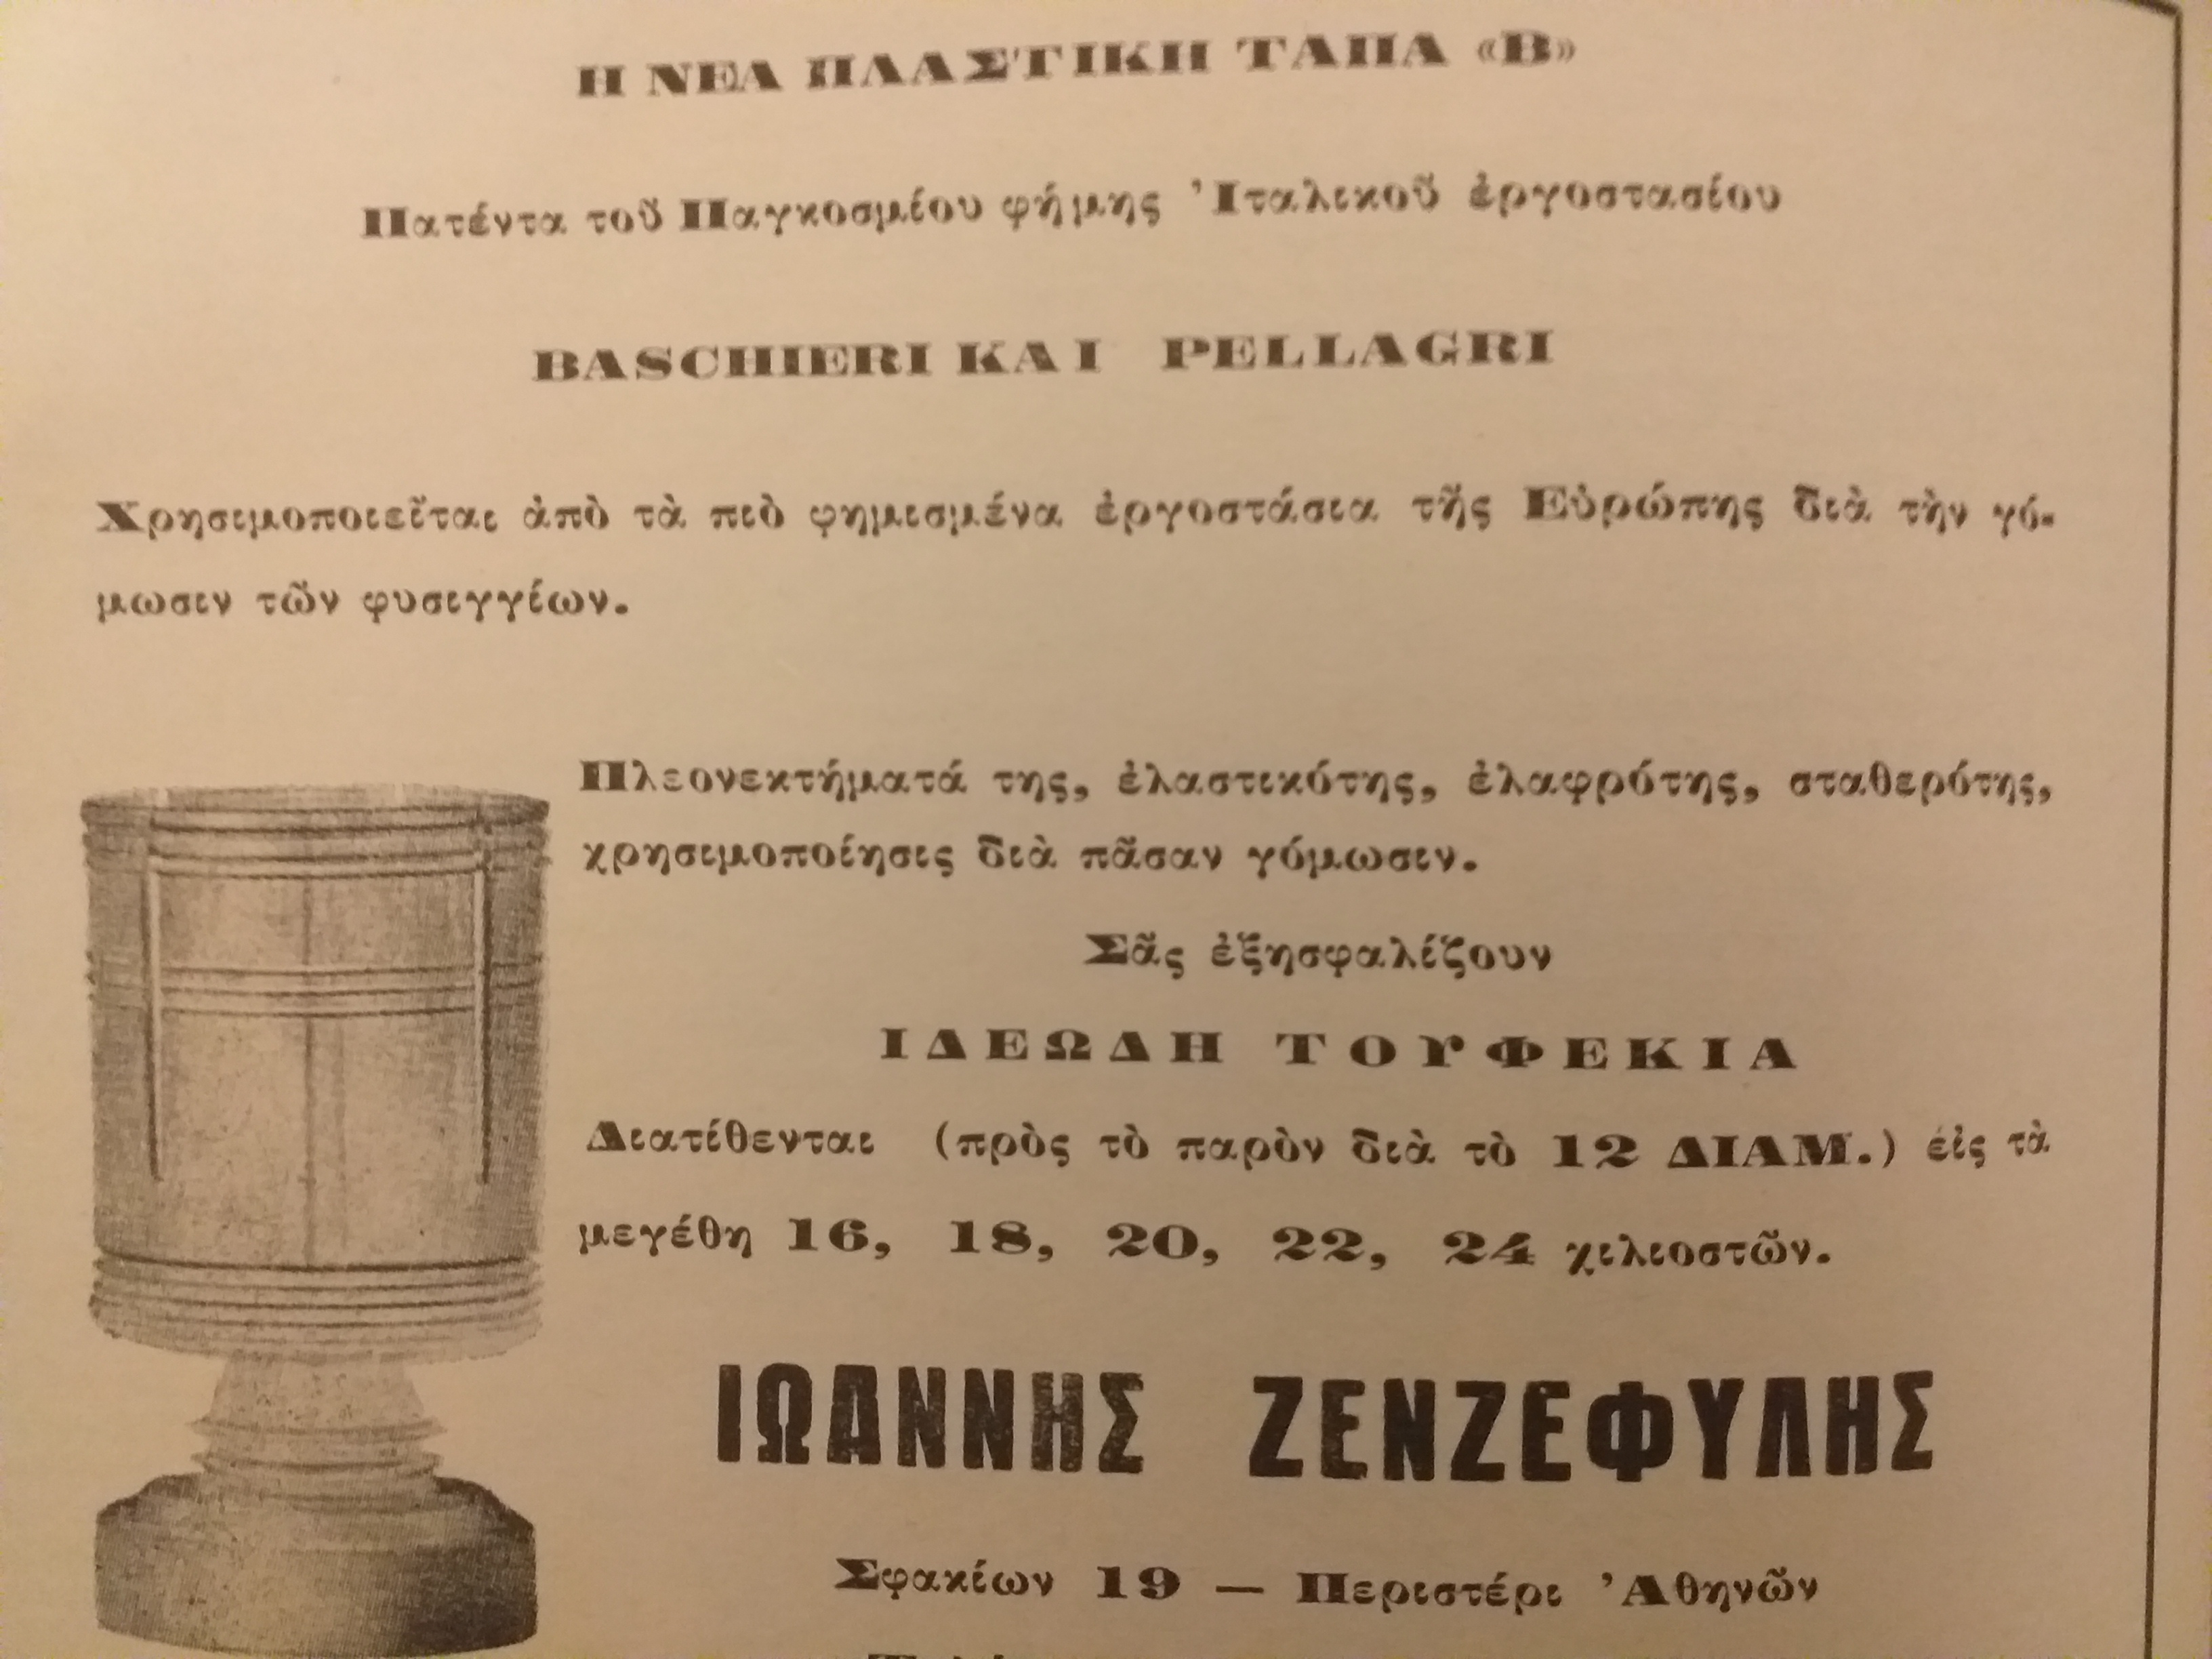 Η ΝΕΑ ΠΛΑΣΤΙΚΗ ΤΑΠΑ «Β»
Πατέντα τοῦ Παγκοσμίου φήμης Ἰταλικοῦ ἐργοστασίου
BASCHIERI ΚΑΙ PELLAGRI
Χρησιμοποιεῖται ἀπὸ τὰ πιὸ φημισμένα ἐργοστάσια τῆς Εὐρώπης διὰ τὴν γό-
μωσιν τῶν φυσιγγίων.
Πλεονεκτήματά της, ἐλαστικότης, ἐλαφρότης, σταθερότης,
χρησιμοποίησις διὰ πᾶσαν γόμωσιν.
Σᾶς ἐξησφαλίζουν
ΙΔΕΩΔΗ ΤΟΥΦΕΚΙΑ
Διατίθενται (πρὸς τὸ παρὸν διὰ τὸ 12 ΔΙΑΜ.) εἰς τὰ
μεγέθη 16, 18, 20, 22, 24 χιλιοστῶν.
ΙΩΑΝΝΗΣ ΖΕΝΖΕΦΥΛΗΣ
Σφακίων 19 — Περιστέρι Ἀθηνῶν